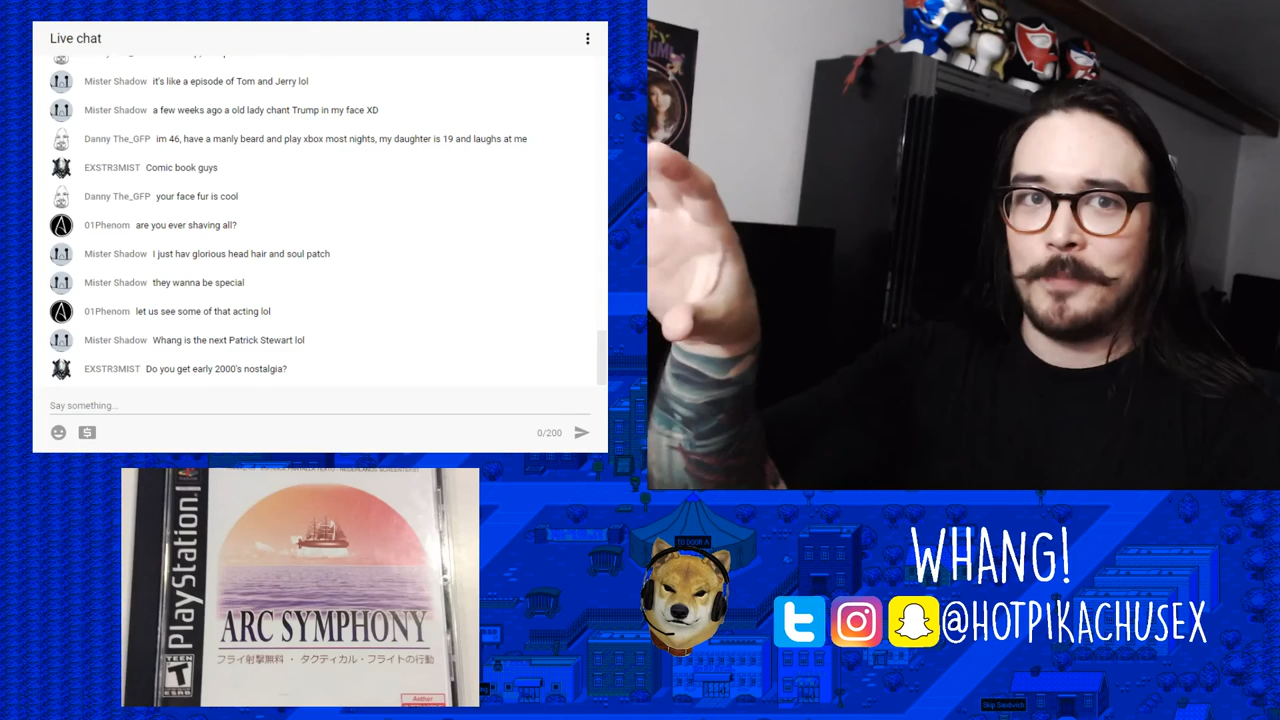 Live chat
Mister Shadow it's like a episode of Tom and Jerry lol
Mister Shadow a few weeks ago a old lady chant Trump in my face XD
Danny The_GFP im 46, have a manly beard and play xbox most nights, my daughter is 19 and laughs at me
EXSTR3MIST Comic book guys
Danny The_GFP your face fur is cool
01Phenom are you ever shaving all?
Mister Shadow I just hav glorious head hair and soul patch
Mister Shadow they wanna be special
01Phenom let us see some of that acting lol
Mister Shadow Whang is the next Patrick Stewart lol
EXSTR3MIST Do you get early 2000's nostalgia?
Say something...
0/200
PlayStation
ARC SYMPHONY
フライ射撃無料・タクティカル・フライトの行動
TEEN
T
ESRB
Aether
WHANG!
@HOTPIKACHUSEX
Skip Sandwich